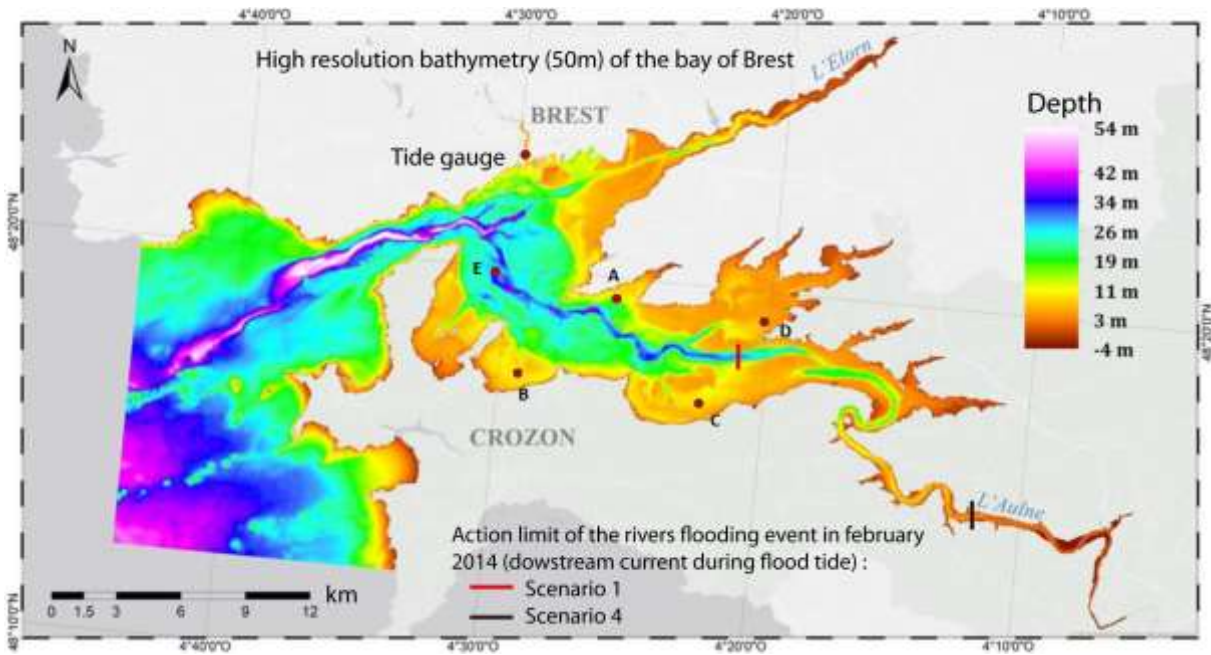 4°40'0"W 4°30'0"W 4°20'0"W 4°10'0"W
N
High resolution bathymetry (50m) of the bay of Brest
L'Elorn
BREST
Tide gauge
Depth
54 m
42 m
34 m
26 m
19 m
11 m
3 m
-4 m
48°20'0"N
48°20'0"N
E
A
D
B
C
CROZON
L'Aulne
Action limit of the rivers flooding event in february
2014 (dowstream current during flood tide) :
Scenario 1
Scenario 4
0 1.5 3 6 9 12 km
48°10'0"N
4°40'0"W 4°30'0"W 4°20'0"W 4°10'0"W